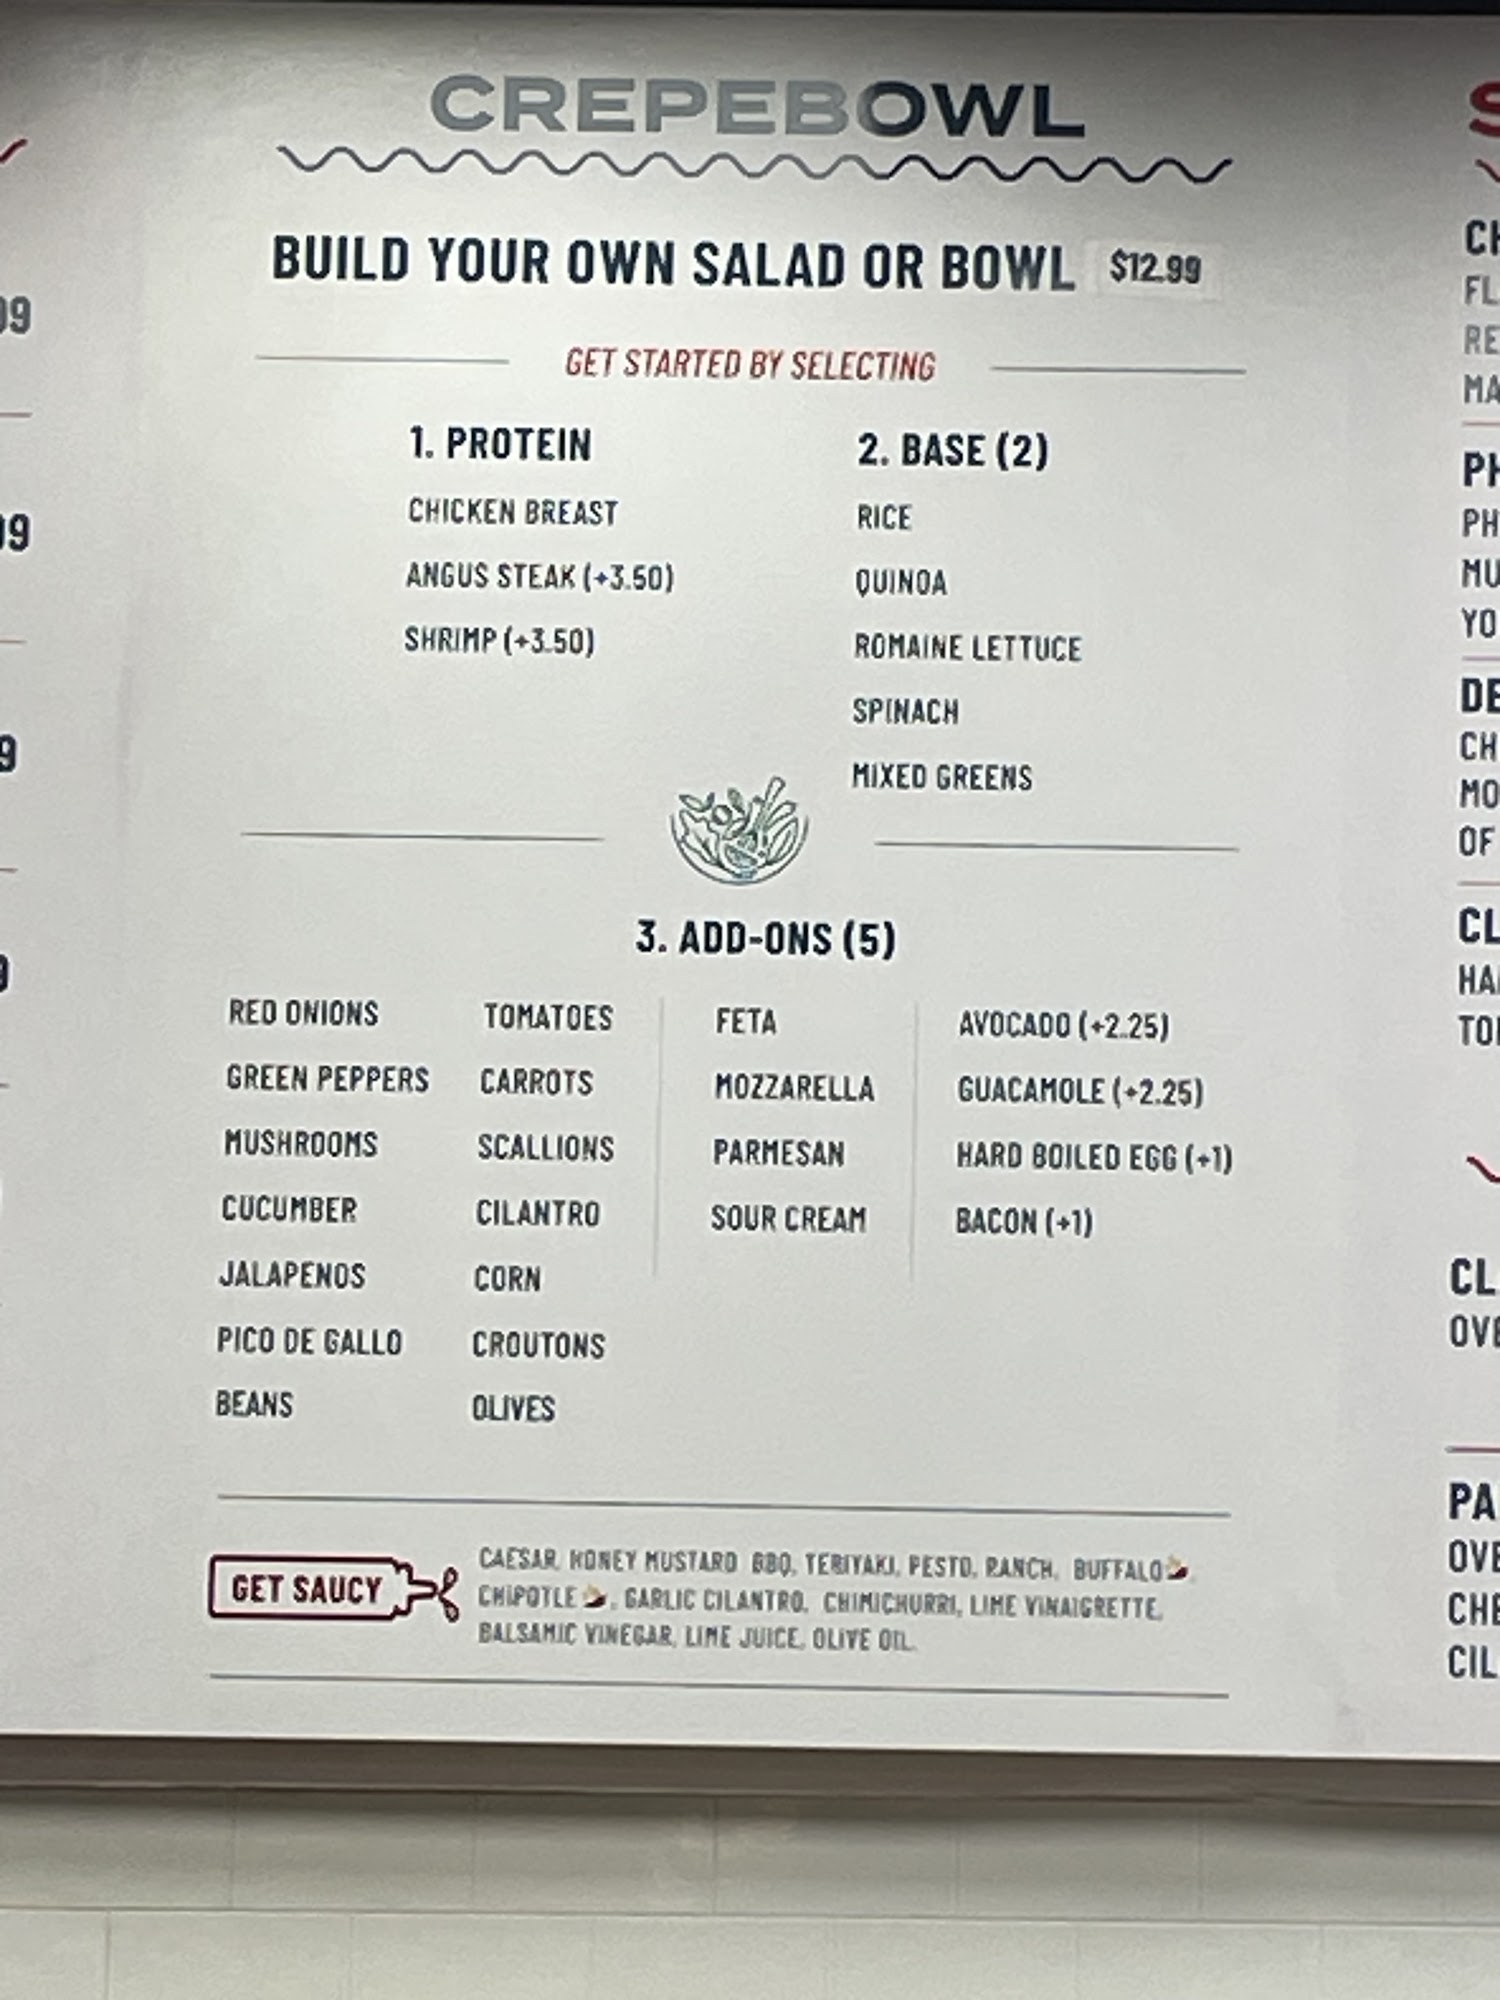 CREPEBOWL
BUILD YOUR OWN SALAD OR BOWL $12.99
GET STARTED BY SELECTING
1. PROTEIN
CHICKEN BREAST
ANGUS STEAK (+3.50)
SHRIMP (+3.50)
2. BASE (2)
RICE
QUINOA
ROMAINE LETTUCE
SPINACH
MIXED GREENS
3. ADD-ONS (5)
RED ONIONS
GREEN PEPPERS
MUSHROOMS
CUCUMBER
JALAPENOS
PICO DE GALLO
BEANS
TOMATOES
CARROTS
SCALLIONS
CILANTRO
CORN
CROUTONS
OLIVES
FETA
MOZZARELLA
PARMESAN
SOUR CREAM
AVOCADO (+2.25)
GUACAMOLE (+2.25)
HARD BOILED EGG (+1)
BACON (+1)
GET SAUCY
CAESAR, HONEY MUSTARD BBQ, TERIYAKI, PESTO, RANCH, BUFFALO,
CHIPOTLE, GARLIC CILANTRO, CHIMICHURRI, LIME VINAIGRETTE,
BALSAMIC VINEGAR, LIME JUICE, OLIVE OIL.